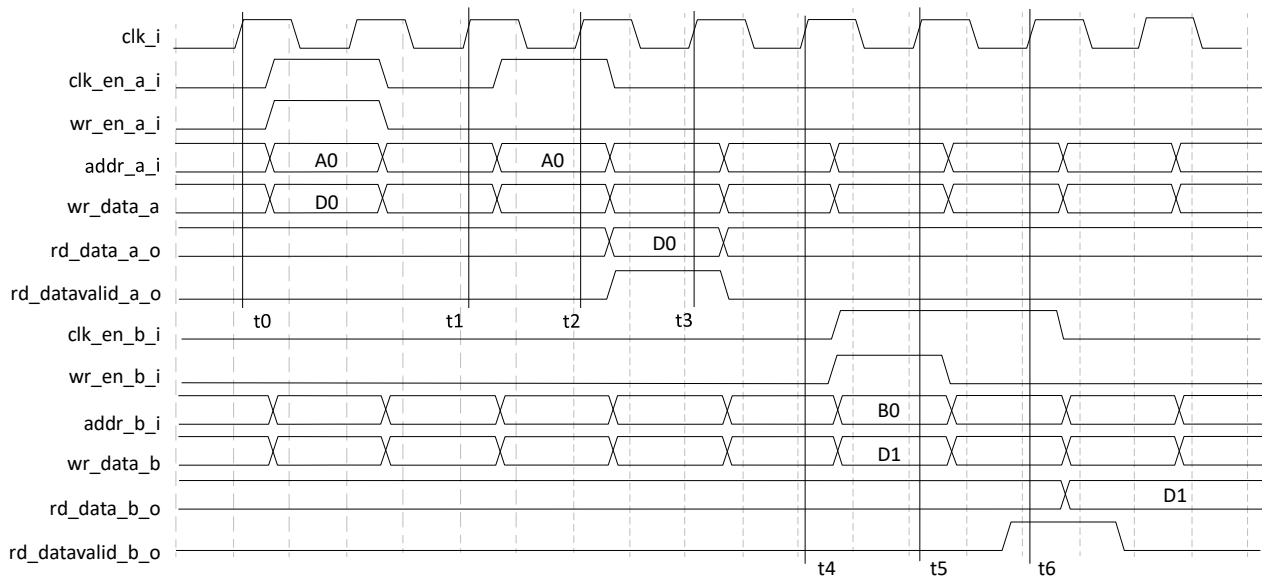 clk_i
clk_en_a_i
wr_en_a_i
addr_a_i A0 A0
wr_data_a D0
rd_data_a_o D0
rd_datavalid_a_o
t0 t1 t2 t3
clk_en_b_i
wr_en_b_i
addr_b_i B0
wr_data_b D1
rd_data_b_o D1
rd_datavalid_b_o
t4 t5 t6